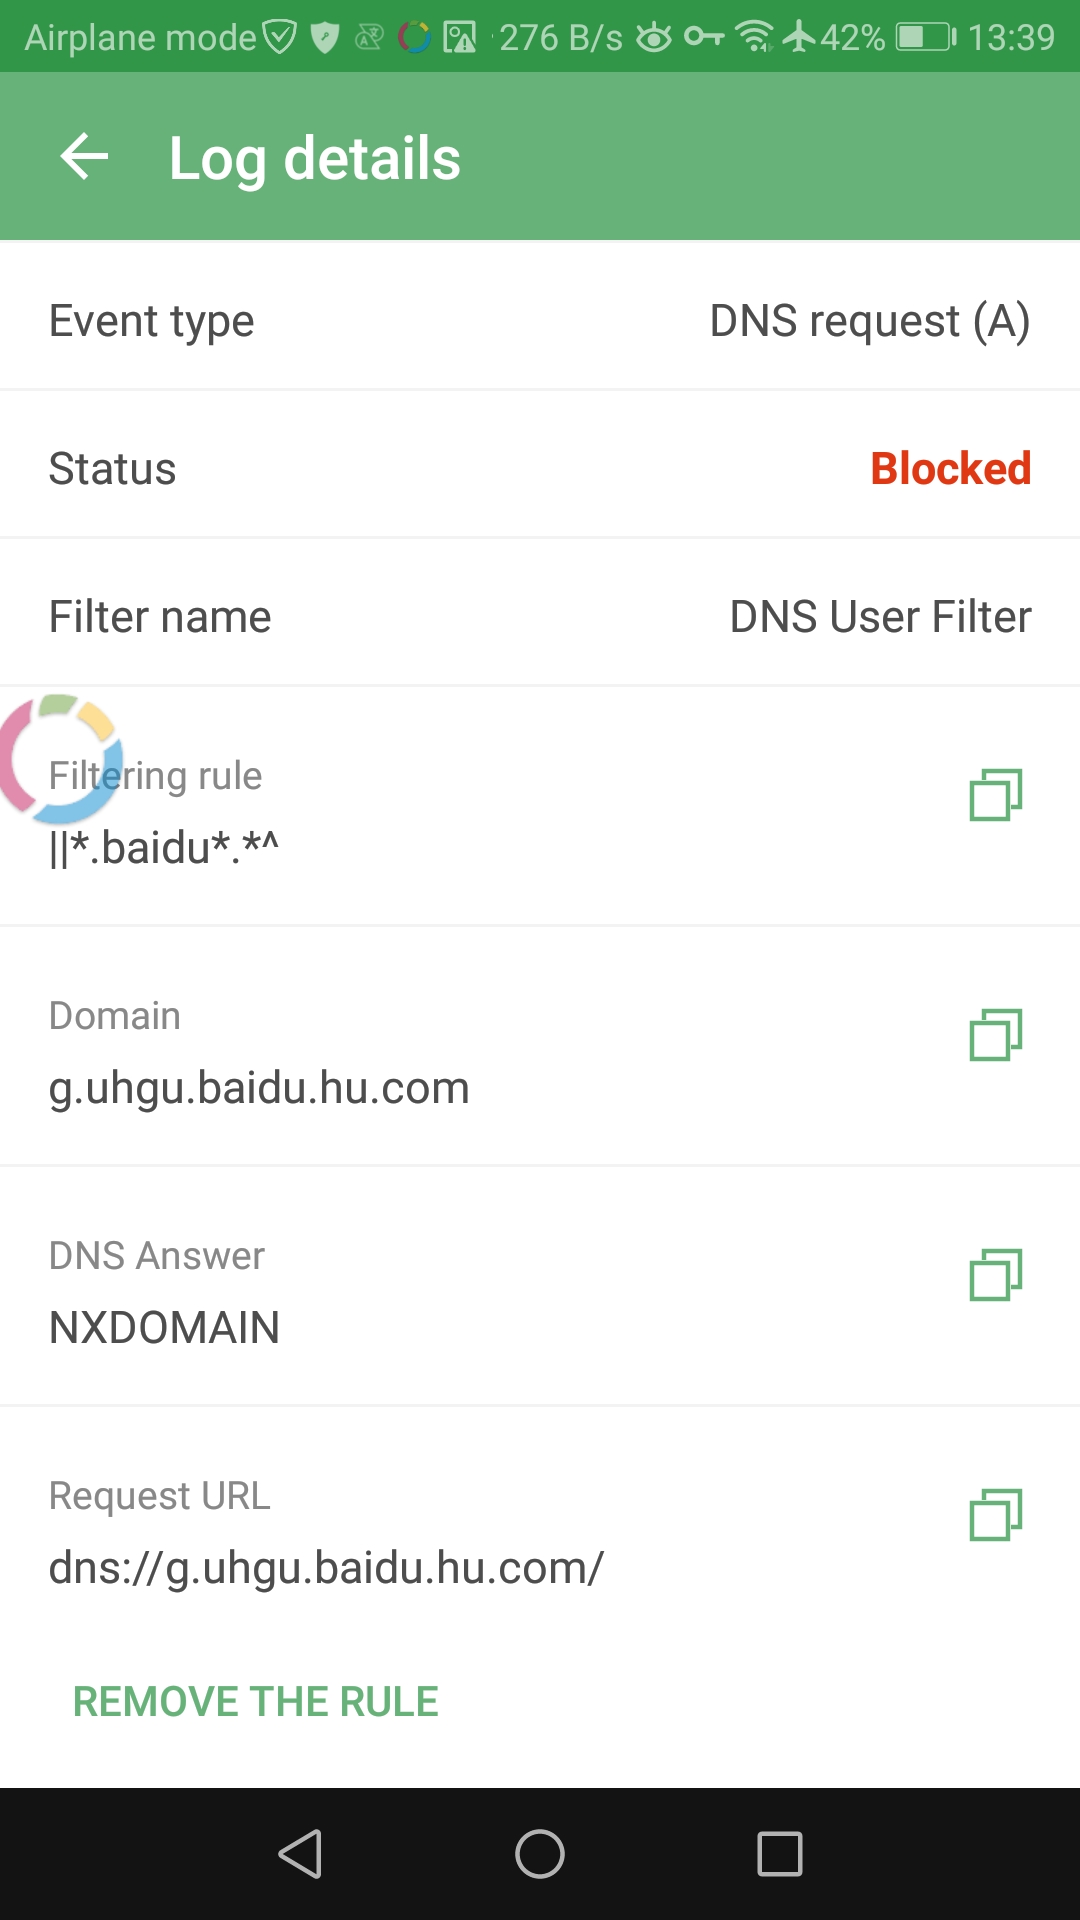 Airplane mode 276 B/s 42% 13:39
Log details
Event type DNS request (A)
Status Blocked
Filter name DNS User Filter
Filtering rule
||*.baidu*.*^
Domain
g.uhgu.baidu.hu.com
DNS Answer
NXDOMAIN
Request URL
dns://g.uhgu.baidu.hu.com/
REMOVE THE RULE